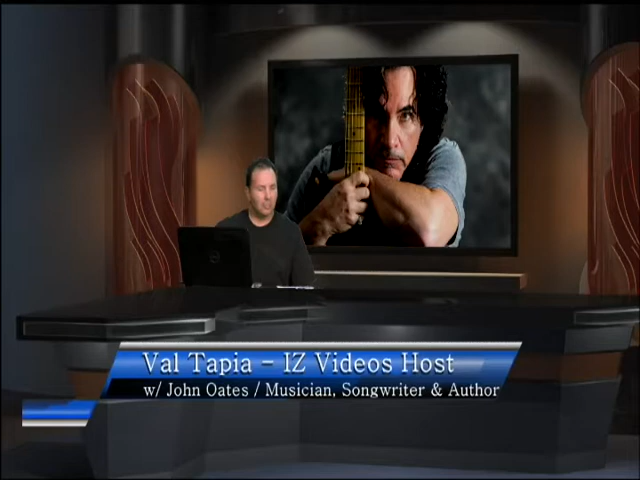 Val Tapia - IZ Videos Host
w/ John Oates / Musician, Songwriter & Author